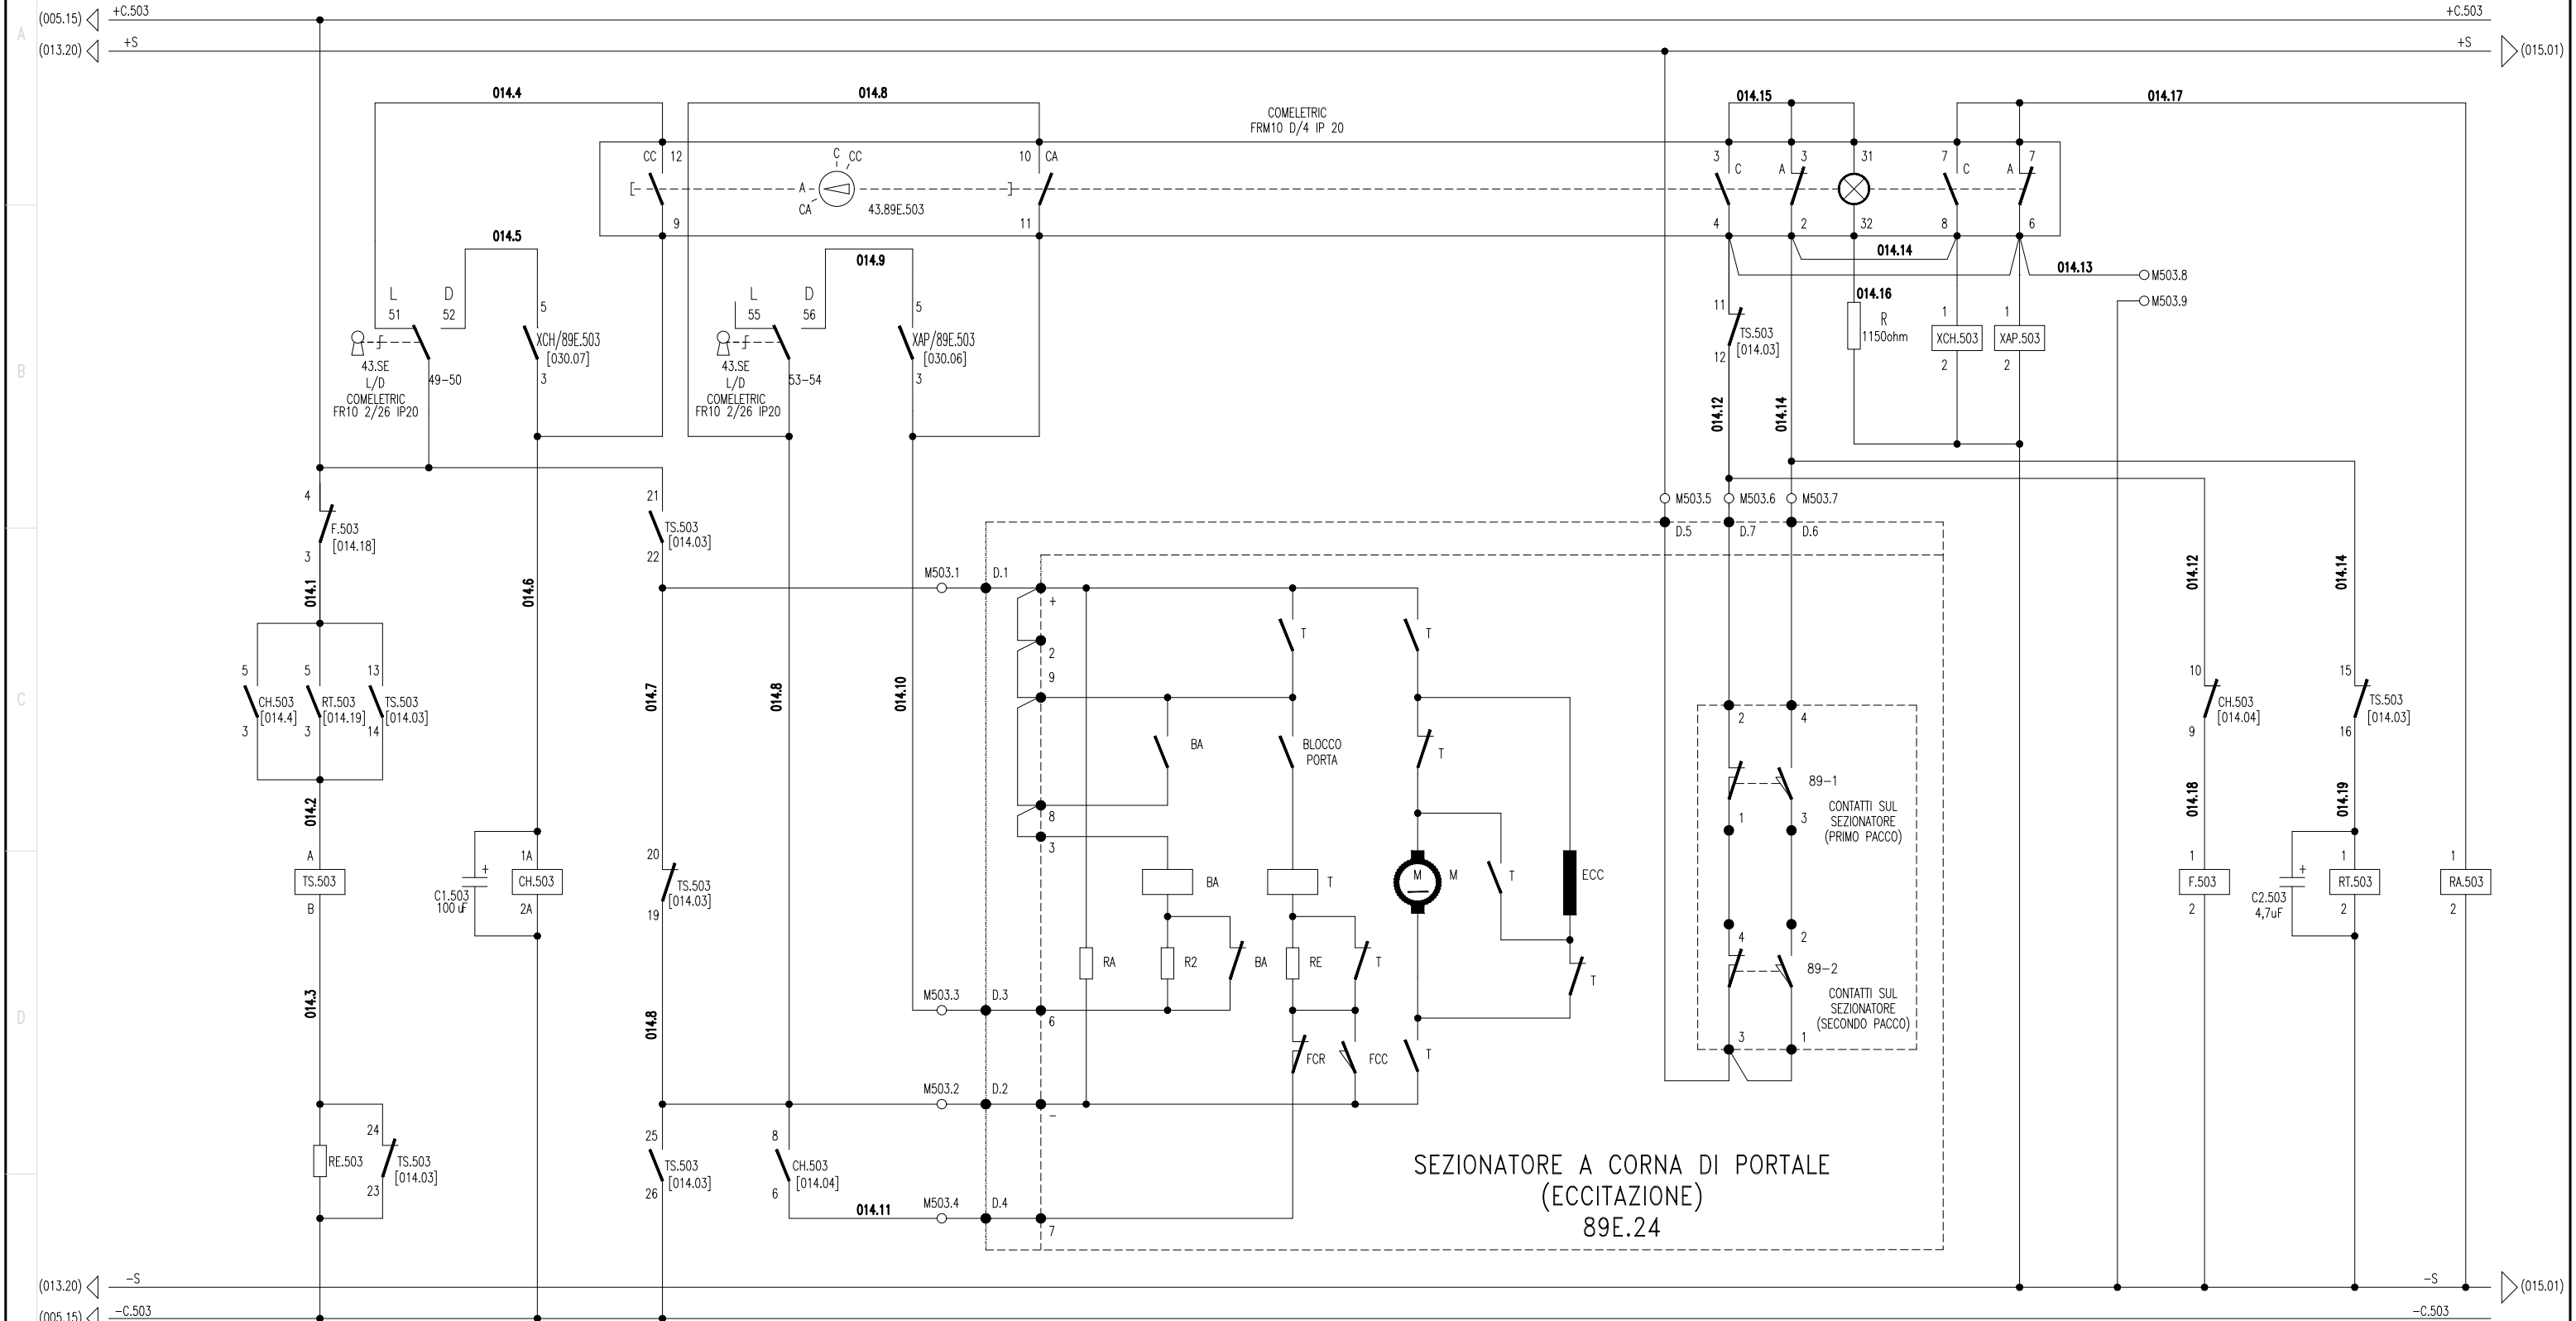 A
(005.15)
+C.503
+C.503
(013.20)
+S
+S
(015.01)
014.4
014.8
COMELETRIC
FRM10 D/4 IP 20
014.15
014.17
CC
12
C
CC
A
CA
43.89E.503
10
CA
9
11
3
C
A
3
31
7
C
A
7
4
2
32
8
6
014.5
014.9
014.14
014.13
M503.8
M503.9
B
L
D
51
52
5
XCH/89E.503
[030.07]
3
43.SE
L/D
49-50
COMELETRIC
FR10 2/26 IP20
L
D
55
56
5
XAP/89E.503
[030.06]
3
43.SE
L/D
53-54
COMELETRIC
FR10 2/26 IP20
11
TS.503
12
[014.03]
014.12
014.14
014.16
R
1150ohm
1
XCH.503
2
1
XAP.503
2
4
F.503
[014.18]
3
21
TS.503
[014.03]
22
M503.5
M503.6
M503.7
D.5
D.7
D.6
014.1
014.6
M503.1
D.1
+
2
9
T
T
014.12
014.14
C
5
CH.503
[014.4]
3
5
RT.503
[014.19]
3
13
TS.503
[014.03]
14
014.7
014.8
014.10
BA
BLOCCO
PORTA
T
2
4
10
CH.503
[014.04]
9
15
TS.503
[014.03]
16
89-1
CONTATTI SUL
SEZIONATORE
(PRIMO PACCO)
1
3
014.2
014.18
014.19
8
3
A
TS.503
B
C1.503
100 uF
+
1A
CH.503
2A
20
TS.503
[014.03]
19
BA
T
M
M
T
ECC
1
F.503
2
C2.503
4,7uF
+
1
RT.503
2
1
RA.503
2
D
4
2
89-2
CONTATTI SUL
SEZIONATORE
(SECONDO PACCO)
3
1
RA
R2
BA
RE
T
T
014.3
014.8
M503.3
D.3
6
FCR
FCC
T
M503.2
D.2
-
24
RE.503
TS.503
[014.03]
23
25
TS.503
[014.03]
26
8
CH.503
[014.04]
6
014.11
M503.4
D.4
7
SEZIONATORE A CORNA DI PORTALE
(ECCITAZIONE)
89E.24
(013.20)
-S
-S
(015.01)
(005.15)
-C.503
-C.503